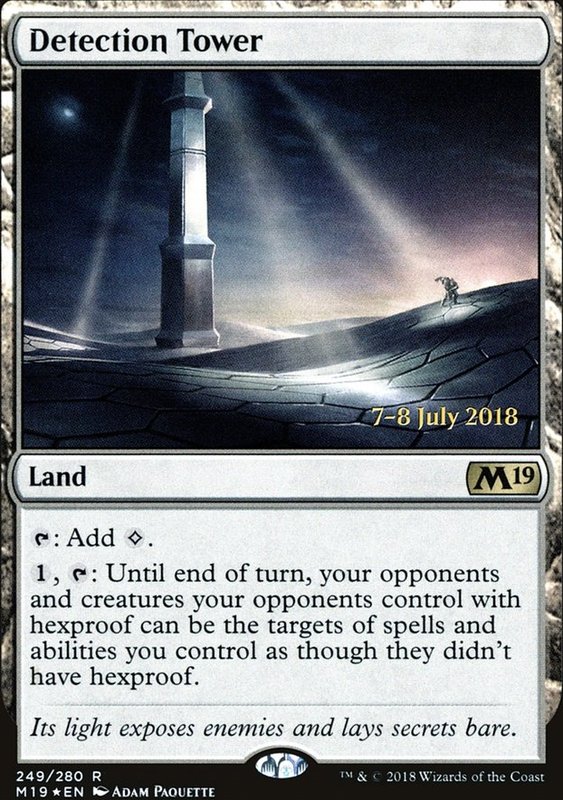 Detection Tower
7–8 July 2018
Land
M19
: Add .
1, : Until end of turn, your opponents
and creatures your opponents control with
hexproof can be the targets of spells and
abilities you control as though they didn't
have hexproof.
Its light exposes enemies and lays secrets bare.
249/280 R
M19 ★ EN Adam Paquette
™ & © 2018 Wizards of the Coast